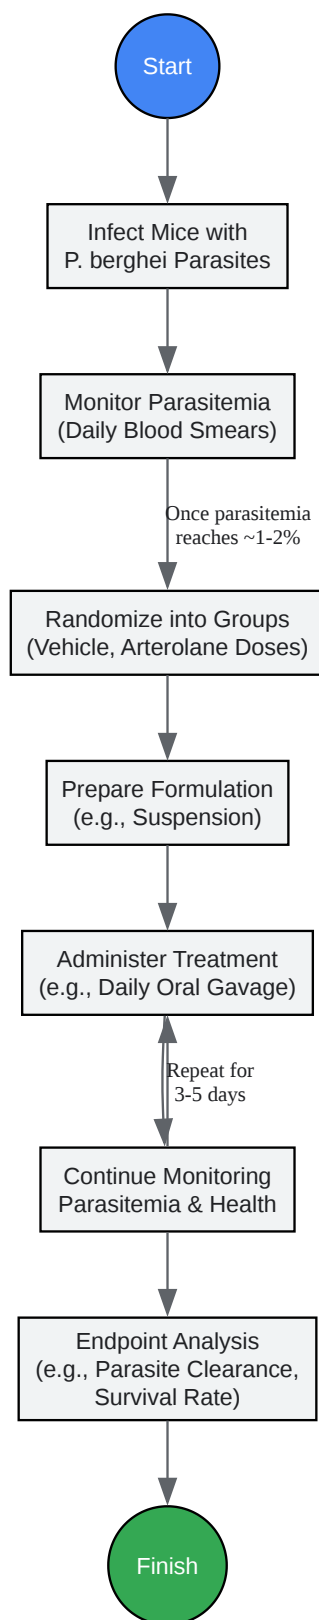 Start
Infect Mice with
P. berghei Parasites
Monitor Parasitemia
(Daily Blood Smears)
Once parasitemia
reaches ~1-2%
Randomize into Groups
(Vehicle, Arterolane Doses)
Prepare Formulation
(e.g., Suspension)
Administer Treatment
(e.g., Daily Oral Gavage)
Repeat for
3-5 days
Continue Monitoring
Parasitemia & Health
Endpoint Analysis
(e.g., Parasite Clearance,
Survival Rate)
Finish